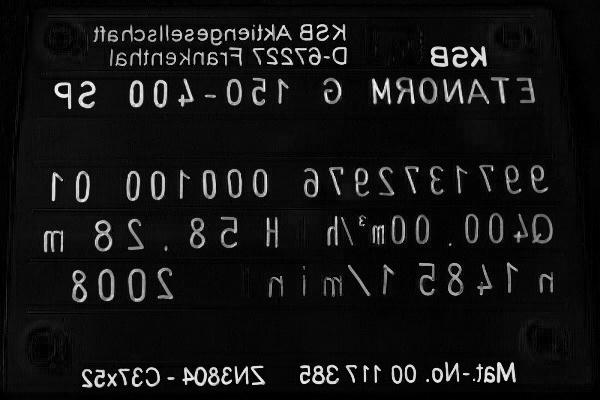 KSB
KSB Aktiengesellschaft
D-67227 Frankenthal
ETANORM G 150-400 SP
9971372976 000100 01
Q400.00m³/h H 58.28 m
n1485 1/min 2008
Mat.-No. 00 117 385 ZN3804 - C37x52